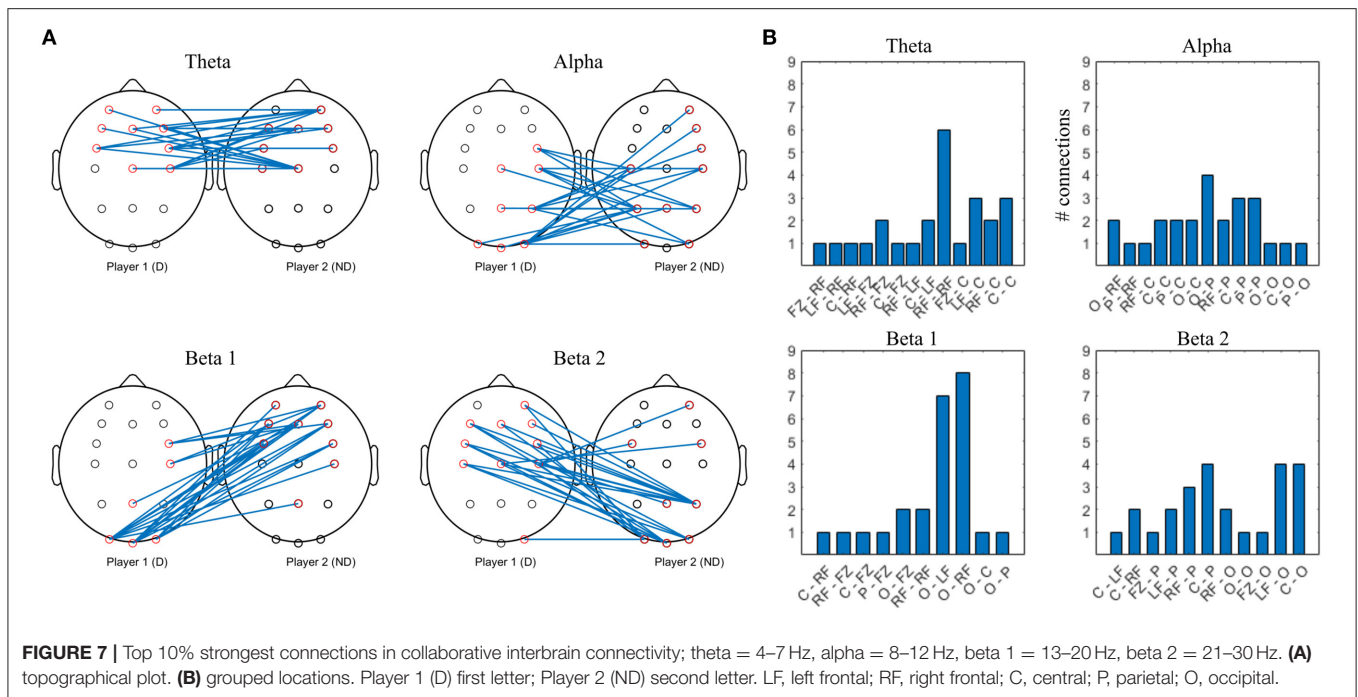 A
Theta
Alpha
Player 1 (D)
Player 2 (ND)
Player 1 (D)
Player 2 (ND)
Beta 1
Beta 2
Player 1 (D)
Player 2 (ND)
Player 1 (D)
Player 2 (ND)
B
Theta
9
8
7
6
5
4
3
2
1
FZ - RF
LF - RF
C - RF
LF - FZ
RF - FZ
C - FZ
RF - LF
C - LF
RF - RF
FZ - C
LF - C
RF - C
C - C
Alpha
# connections
9
8
7
6
5
4
3
2
1
O - RF
P - RF
RF - C
C - C
P - C
O - C
RF - P
C - P
P - P
O - O
C - O
P - O
Beta 1
9
8
7
6
5
4
3
2
1
C - RF
RF - FZ
C - FZ
P - FZ
O - FZ
RF - RF
O - LF
O - RF
O - C
O - P
Beta 2
9
8
7
6
5
4
3
2
1
C - LF
C - RF
FZ - P
LF - P
RF - P
C - P
RF - O
O - O
FZ - O
LF - O
C - O
FIGURE 7 | Top 10% strongest connections in collaborative interbrain connectivity; theta = 4–7 Hz, alpha = 8–12 Hz, beta 1 = 13–20 Hz, beta 2 = 21–30 Hz. (A)
topographical plot. (B) grouped locations. Player 1 (D) first letter; Player 2 (ND) second letter. LF, left frontal; RF, right frontal; C, central; P, parietal; O, occipital.